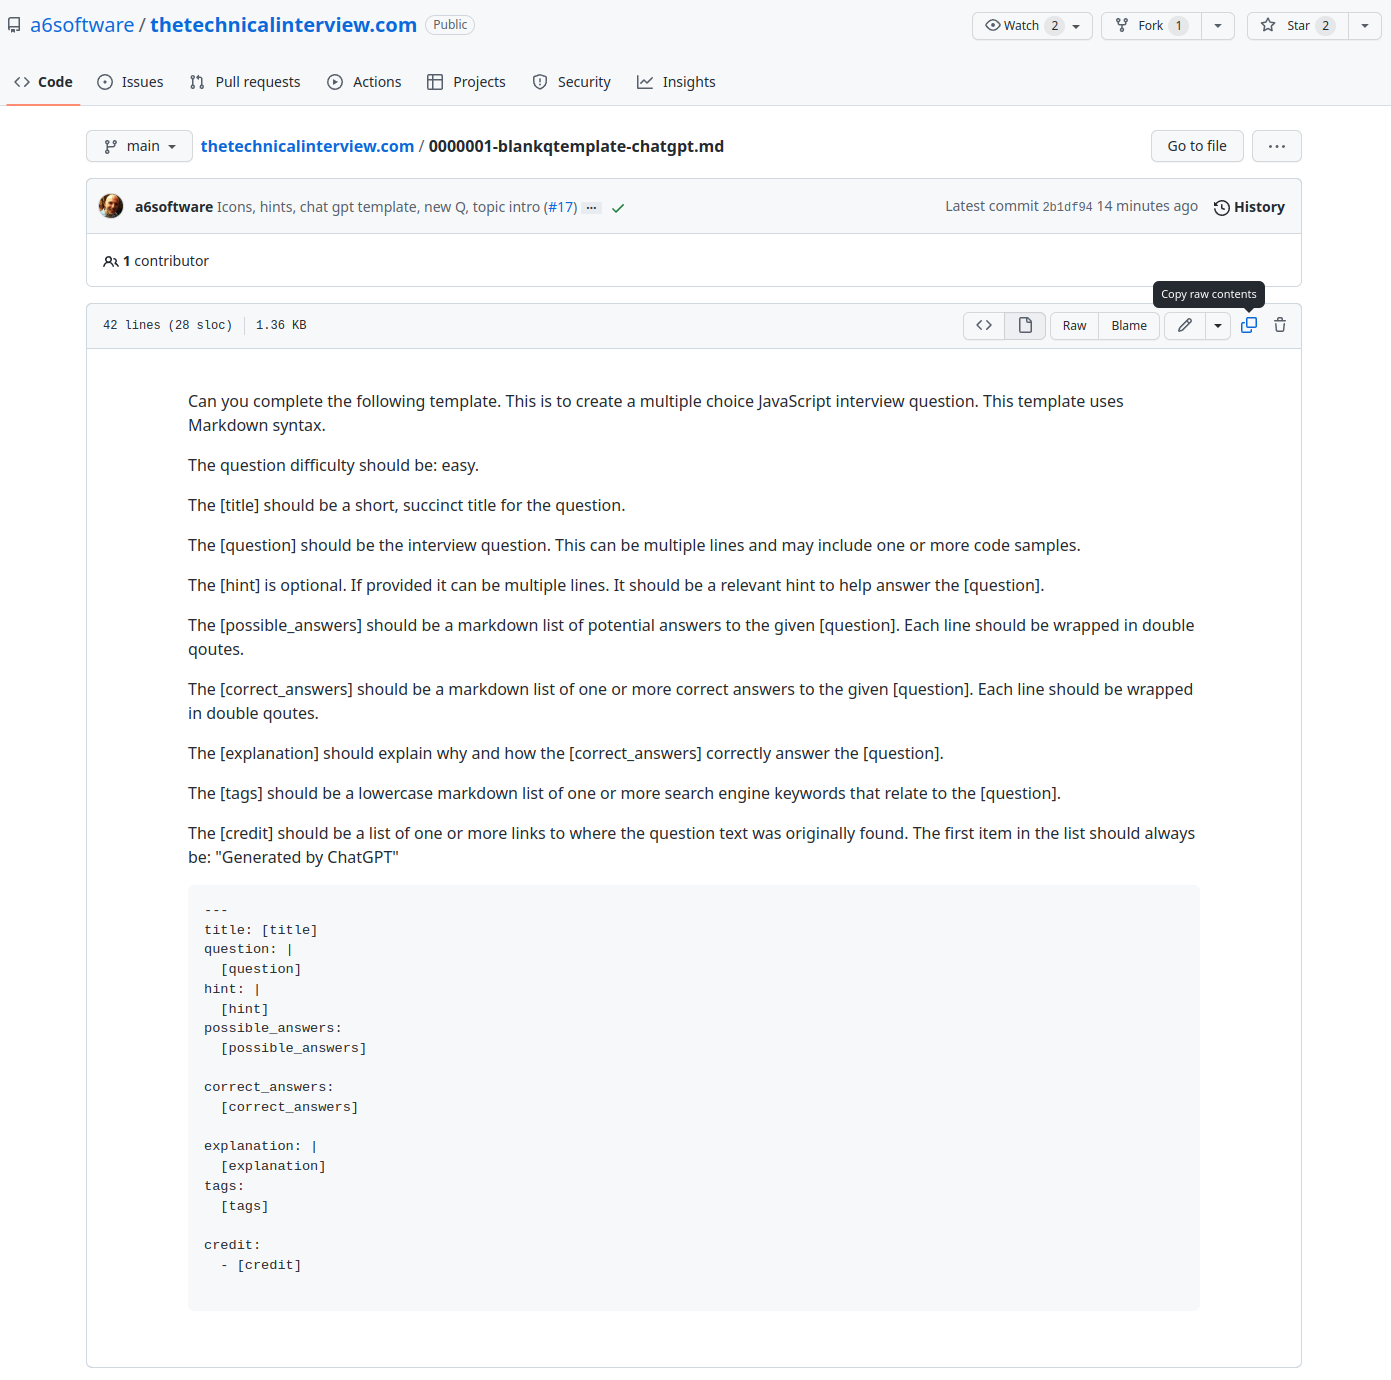 a6software / thetechnicalinterview.com Public Watch 2 Fork 1 Star 2
Code Issues Pull requests Actions Projects Security Insights
main thetechnicalinterview.com / 0000001-blankqtemplate-chatgpt.md Go to file ...
a6software Icons, hints, chat gpt template, new Q, topic intro (#17) ... Latest commit 2b1df94 14 minutes ago History
1 contributor
Copy raw contents
42 lines (28 sloc) 1.36 KB <> Raw Blame
Can you complete the following template. This is to create a multiple choice JavaScript interview question. This template uses
Markdown syntax.
The question difficulty should be: easy.
The [title] should be a short, succinct title for the question.
The [question] should be the interview question. This can be multiple lines and may include one or more code samples.
The [hint] is optional. If provided it can be multiple lines. It should be a relevant hint to help answer the [question].
The [possible_answers] should be a markdown list of potential answers to the given [question]. Each line should be wrapped in double
qoutes.
The [correct_answers] should be a markdown list of one or more correct answers to the given [question]. Each line should be wrapped
in double qoutes.
The [explanation] should explain why and how the [correct_answers] correctly answer the [question].
The [tags] should be a lowercase markdown list of one or more search engine keywords that relate to the [question].
The [credit] should be a list of one or more links to where the question text was originally found. The first item in the list should always
be: "Generated by ChatGPT"
---
title: [title]
question: |
  [question]
hint: |
  [hint]
possible_answers:
  [possible_answers]
correct_answers:
  [correct_answers]
explanation: |
  [explanation]
tags:
  [tags]
credit:
  - [credit]